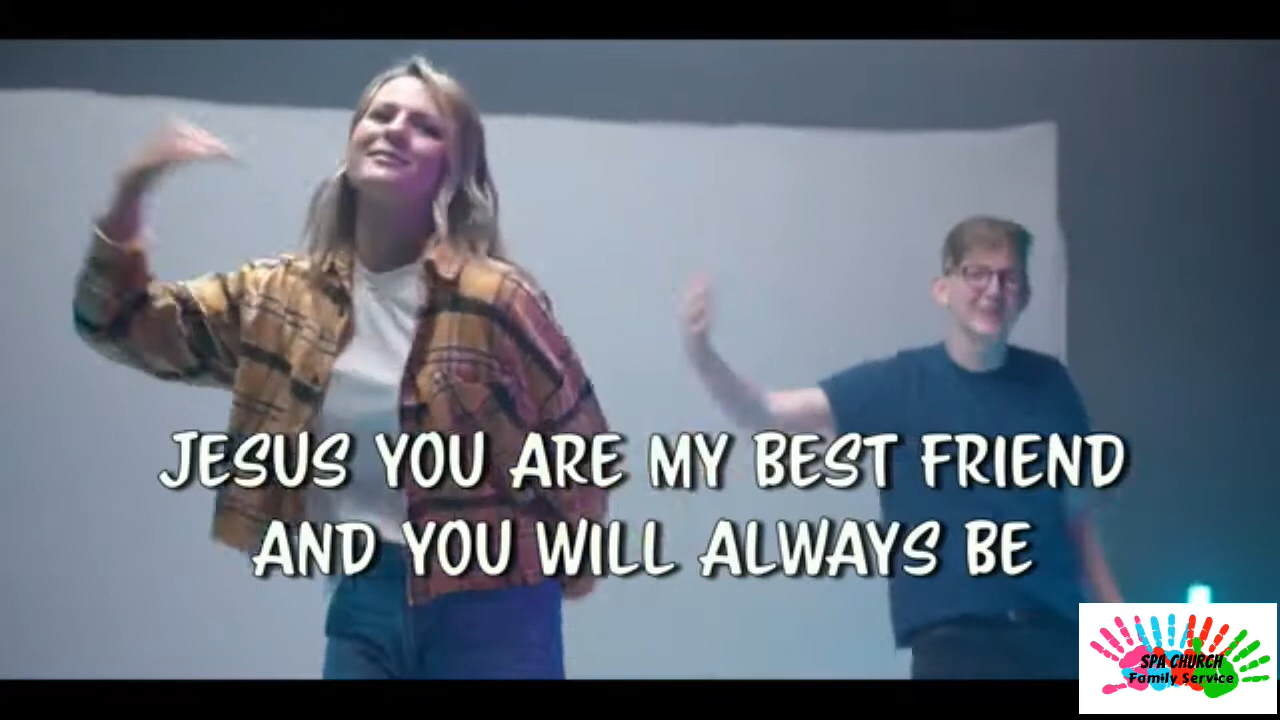 JESUS YOU ARE MY BEST FRIEND
AND YOU WILL ALWAYS BE
SPA CHURCH
Family Service